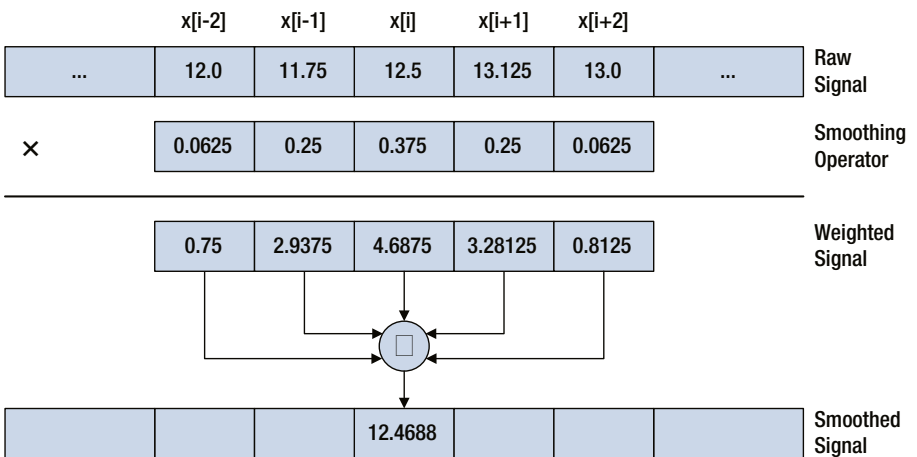 x[i-2] x[i-1] x[i] x[i+1] x[i+2]
... 12.0 11.75 12.5 13.125 13.0 ... Raw
Signal
× 0.0625 0.25 0.375 0.25 0.0625 Smoothing
Operator
0.75 2.9375 4.6875 3.28125 0.8125 Weighted
Signal
12.4688 Smoothed
Signal